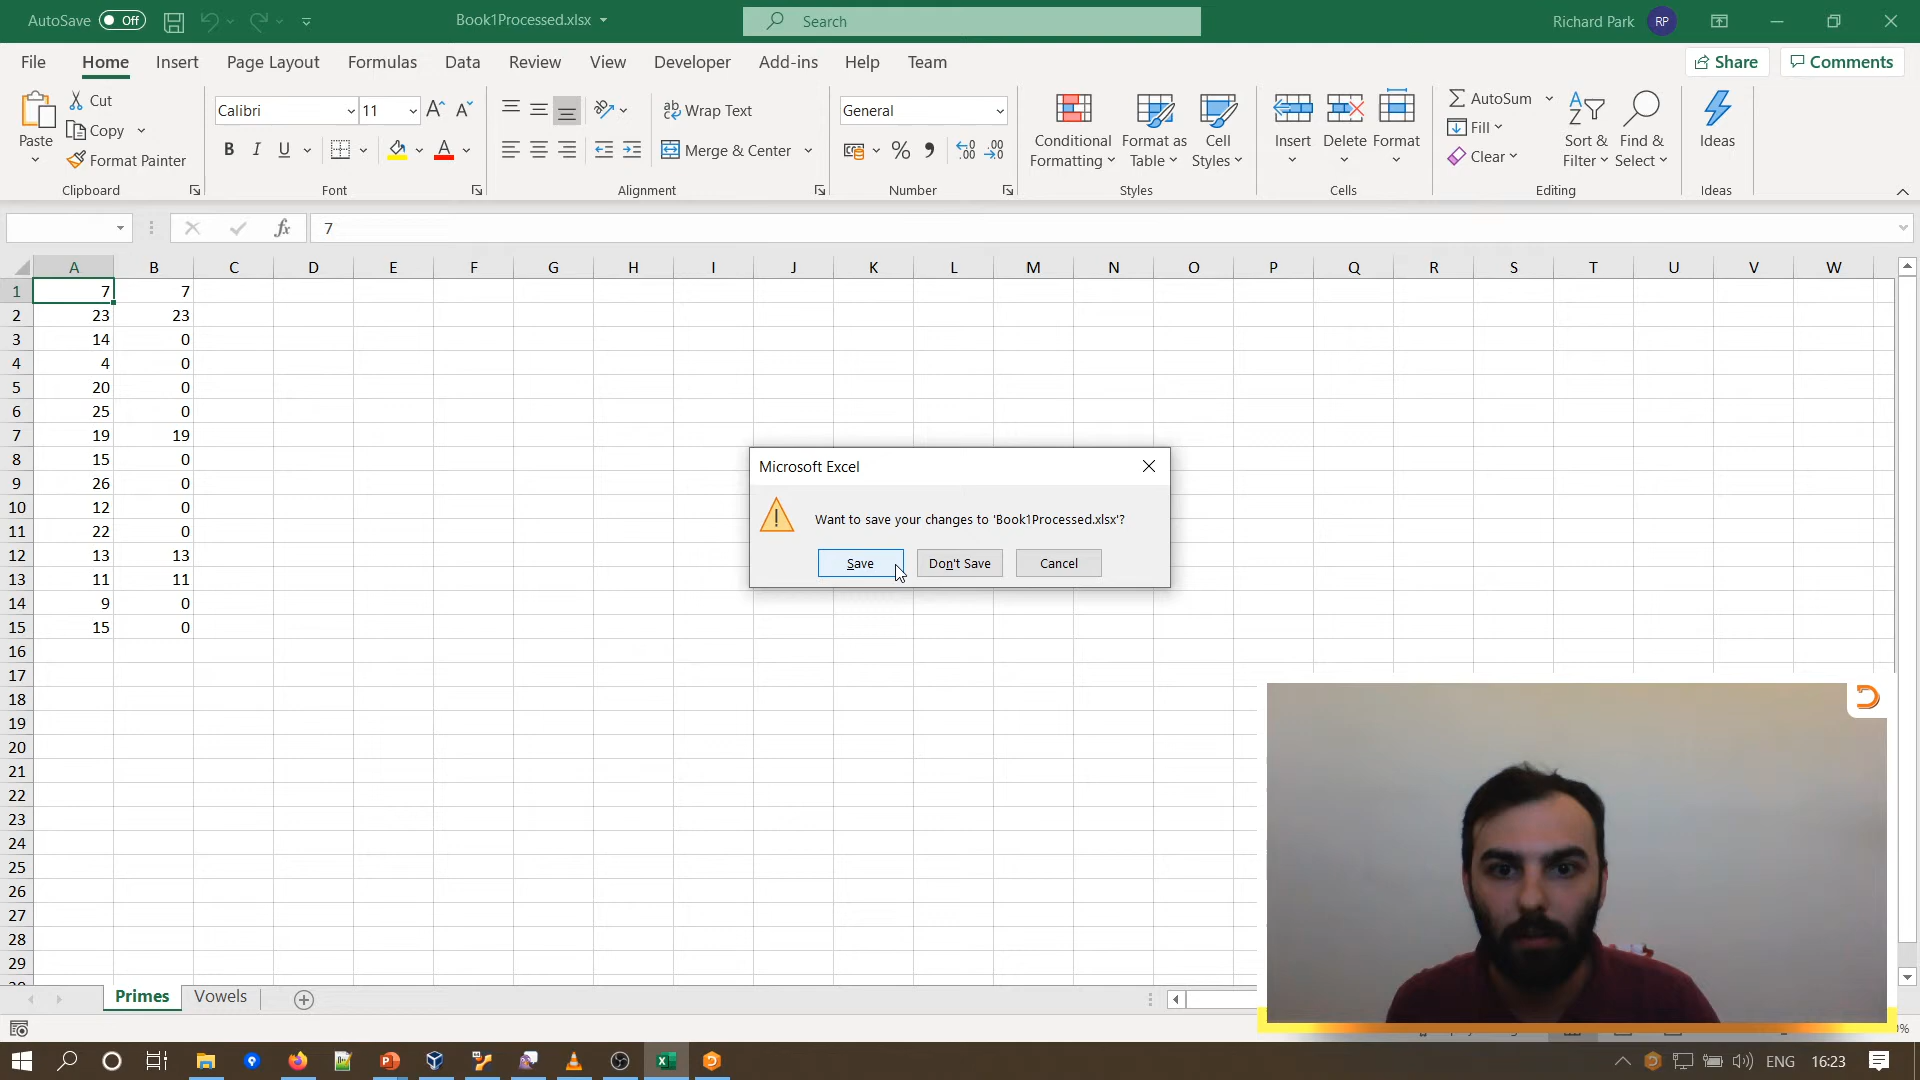 AutoSave Off
Book1Processed.xlsx
Search
Richard Park RP
File Home Insert Page Layout Formulas Data Review View Developer Add-ins Help Team
Share Comments
Paste
Cut
Copy
Format Painter
Clipboard
Calibri 11
B I U A
Font
ab Wrap Text
Merge & Center
Alignment
General
%
Number
Conditional Formatting
Format as Table
Cell Styles
Styles
Insert Delete Format
Cells
AutoSum
Fill
Clear
Sort & Filter
Find & Select
Editing
Ideas
Ideas
fx 7
A B C D E F G H I J K L M N O P Q R S T U V W
1 7 7
2 23 23
3 14 0
4 4 0
5 20 0
6 25 0
7 19 19
8 15 0
9 26 0
10 12 0
11 22 0
12 13 13
13 11 11
14 9 0
15 15 0
16
17
18
19
20
21
22
23
24
25
26
27
28
29
Microsoft Excel
Want to save your changes to 'Book1Processed.xlsx'?
Save Don't Save Cancel
Primes Vowels
ENG 16:23